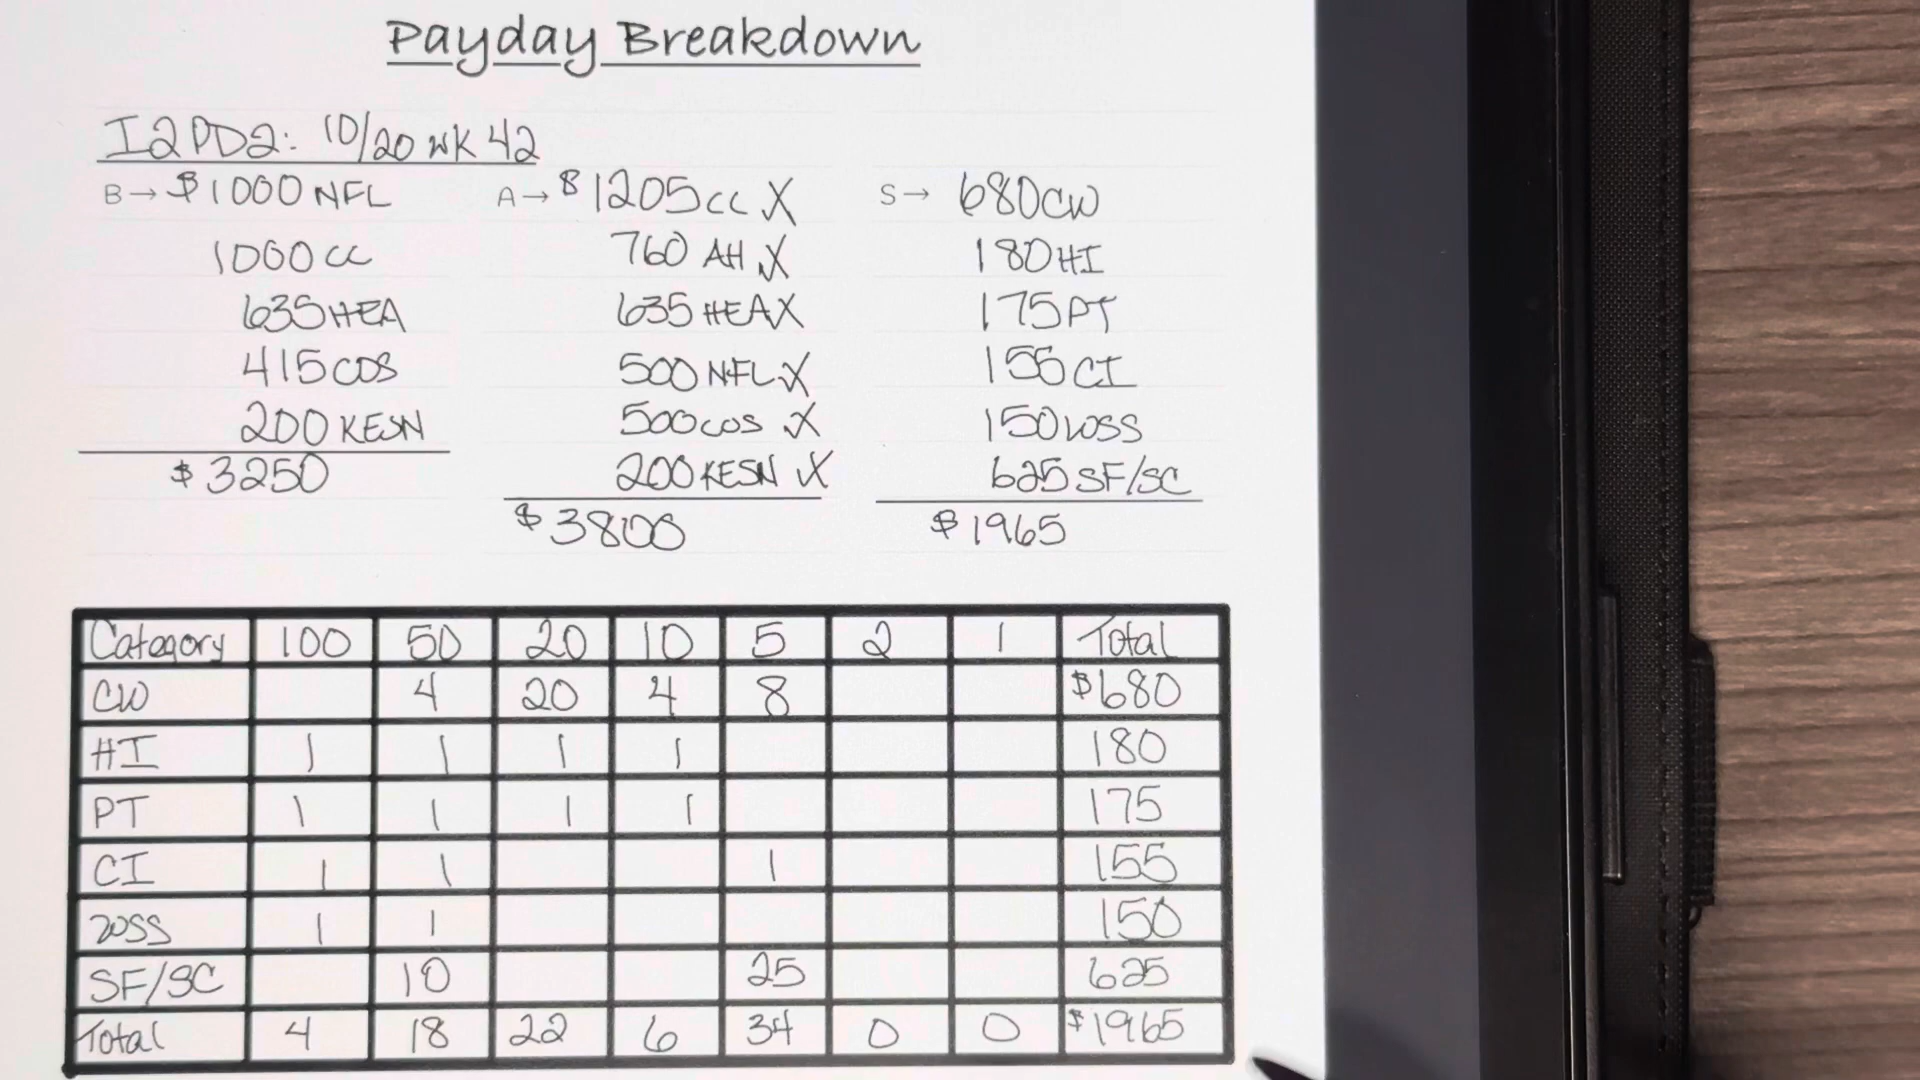 Payday Breakdown
I2PD2: 10/20 WK 42
B → $1000 NFL
1000 CC
635 HEA
415 COS
200 KESN
$3250
A → $1205 CC X
760 AH X
635 HEA X
500 NFL X
500 COS X
200 KESN X
$3800
S → 680 CW
180 HI
175 PT
155 CI
150 WSS
625 SF/SC
$1965
Category 100 50 20 10 5 2 1 Total
CW 4 20 4 8 $680
HI 1 1 1 1 180
PT 1 1 1 1 175
CI 1 1 1 155
WSS 1 1 150
SF/SC 10 25 625
Total 4 18 22 6 34 0 0 $1965